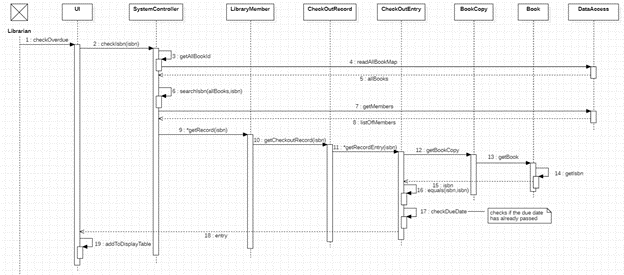 UI
SystemController
LibraryMember
CheckOutRecord
CheckOutEntry
BookCopy
Book
DataAccess
Librarian
1 : checkOverdue
2 : checkIsbn(isbn)
3 : getAllBookId
4 : readAllBookMap
5 : allBooks
6 : searchIsbn(allBooks,isbn)
7 : getMembers
8 : listOfMembers
9 : *getRecord(isbn)
10 : getCheckoutRecord(isbn)
11 : *getRecordEntry(isbn)
12 : getBookCopy
13 : getBook
14 : getIsbn
15 : isbn
16 : equals(isbn,isbn)
17 : checkDueDate
checks if the due date
has already passed
18 : entry
19 : addToDisplayTable